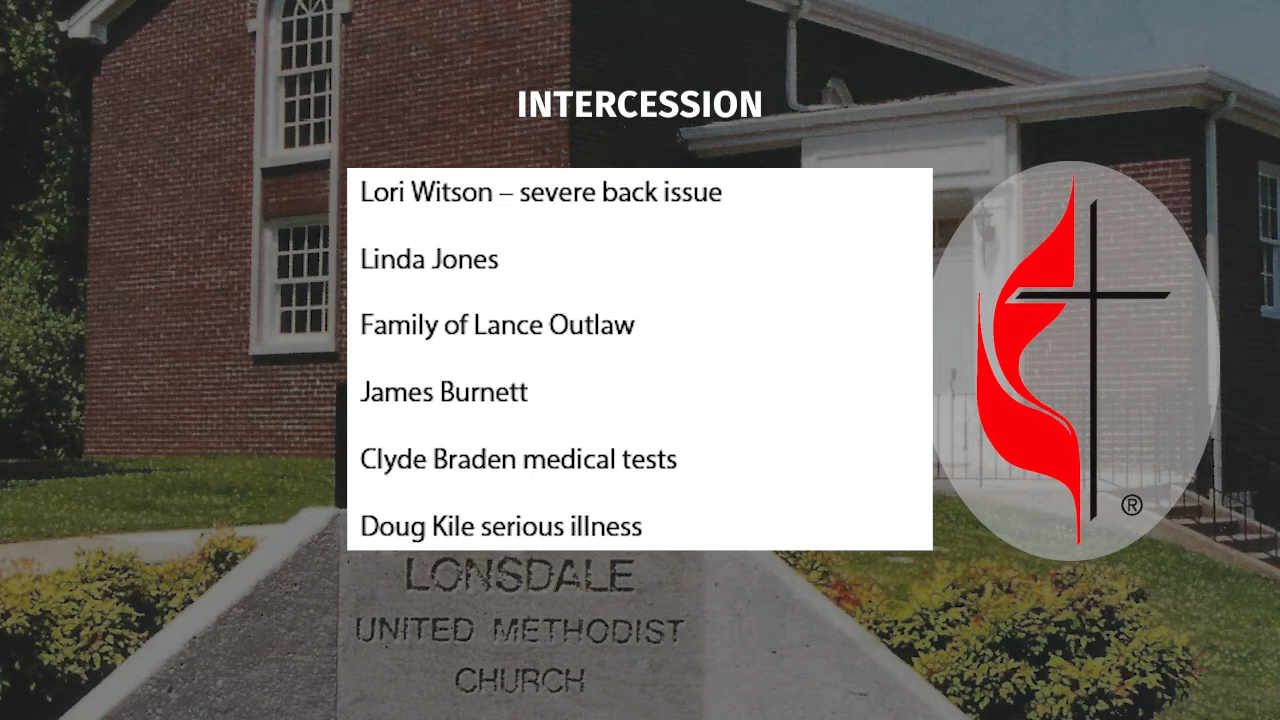 INTERCESSION
Lori Witson – severe back issue
Linda Jones
Family of Lance Outlaw
James Burnett
Clyde Braden medical tests
Doug Kile serious illness
®
LONSDALE
UNITED METHODIST
CHURCH